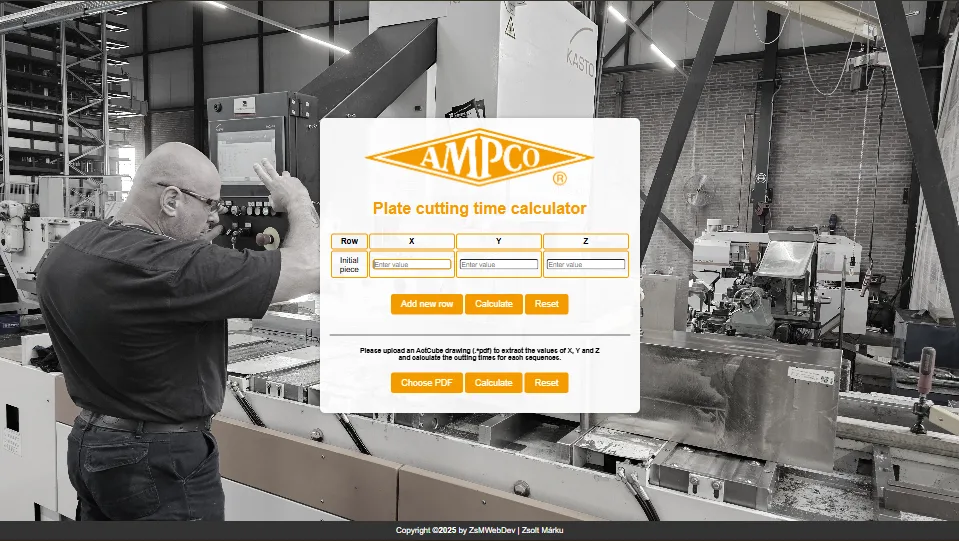 KASTO
AMPCO
®
Plate cutting time calculator
Row X Y Z
Initial piece Enter value Enter value Enter value
Add new row Calculate Reset
Please upload an AotCube drawing (.*pdf) to extract the values of X, Y and Z
and calculate the cutting times for each sequences.
Choose PDF Calculate Reset
Copyright ©2025 by ZsMWebDev | Zsolt Márku